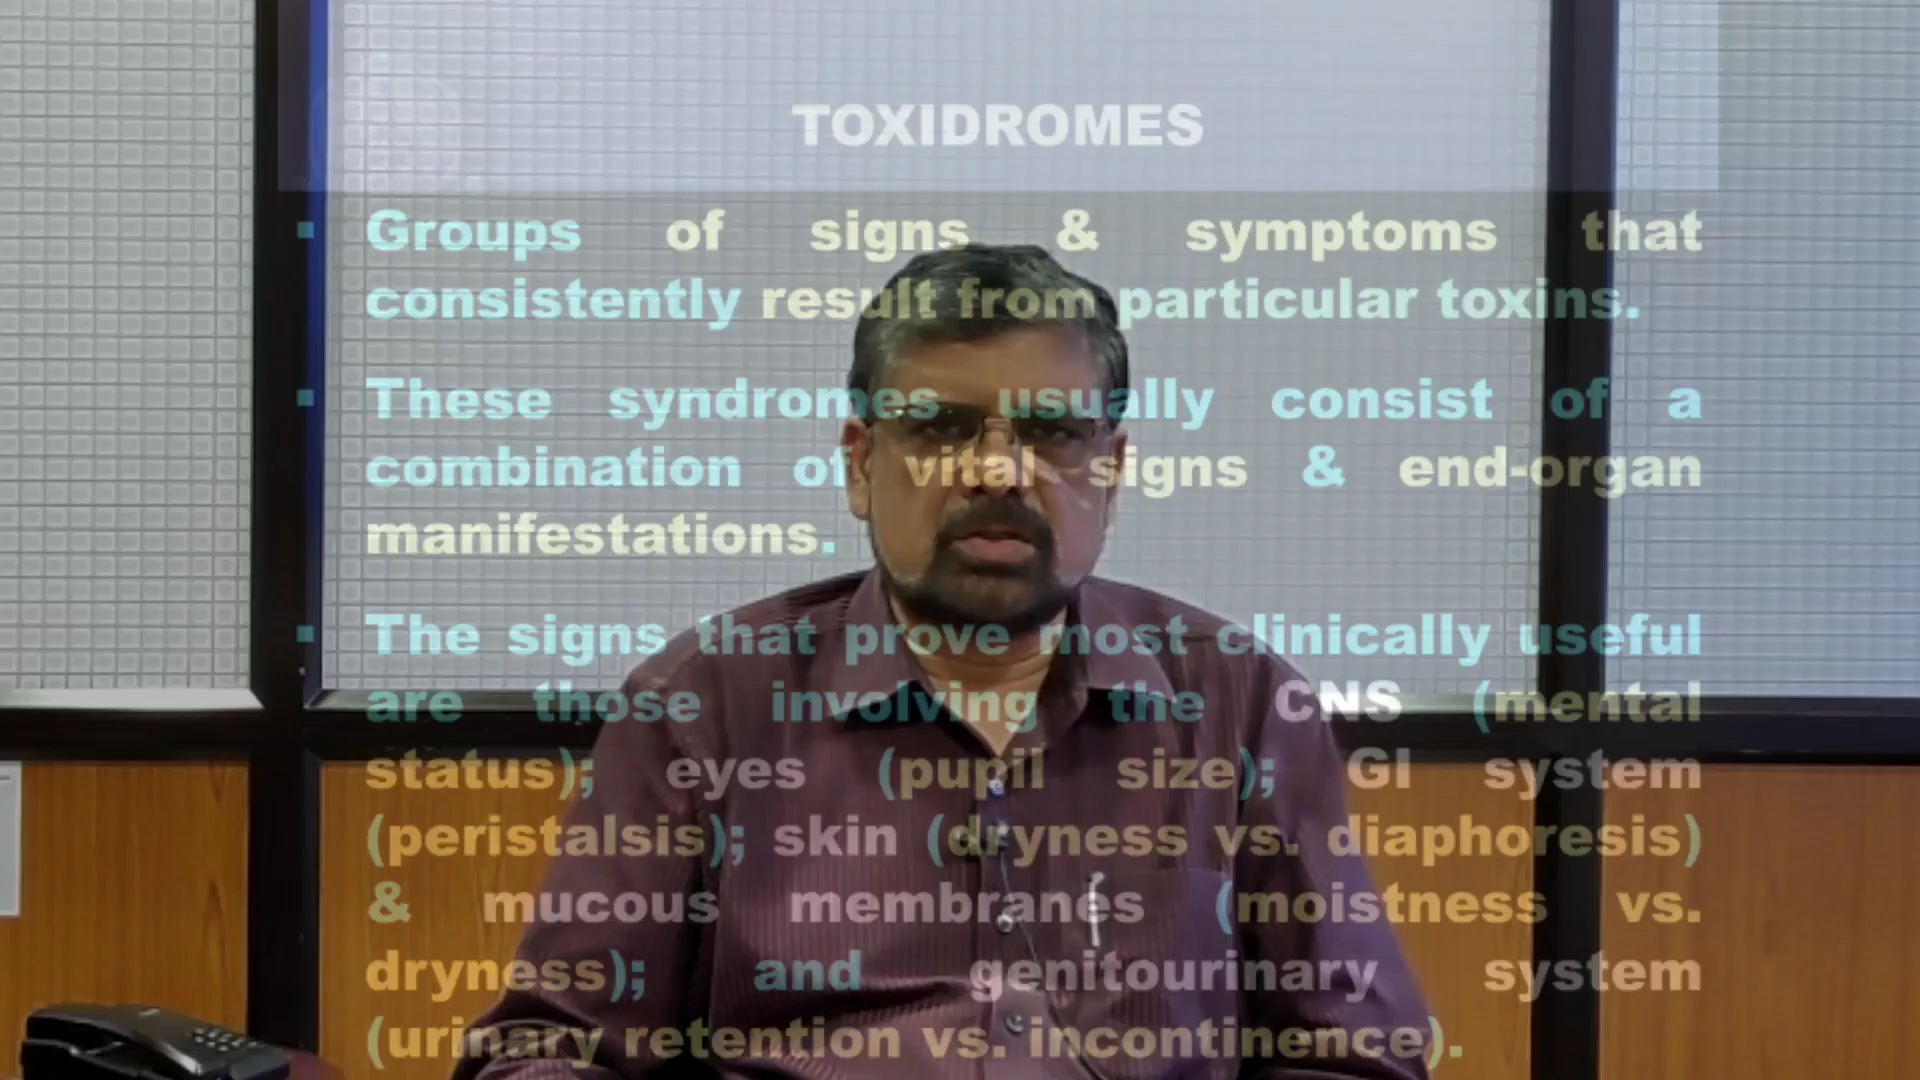 TOXIDROMES
▪ Groups of signs & symptoms that
consistently result from particular toxins.
▪ These syndromes usually consist of a
combination of vital signs & end-organ
manifestations.
▪ The signs that prove most clinically useful
are those involving the CNS (mental
status); eyes (pupil size); GI system
(peristalsis); skin (dryness vs. diaphoresis)
& mucous membranes (moistness vs.
dryness); and genitourinary system
(urinary retention vs. incontinence).